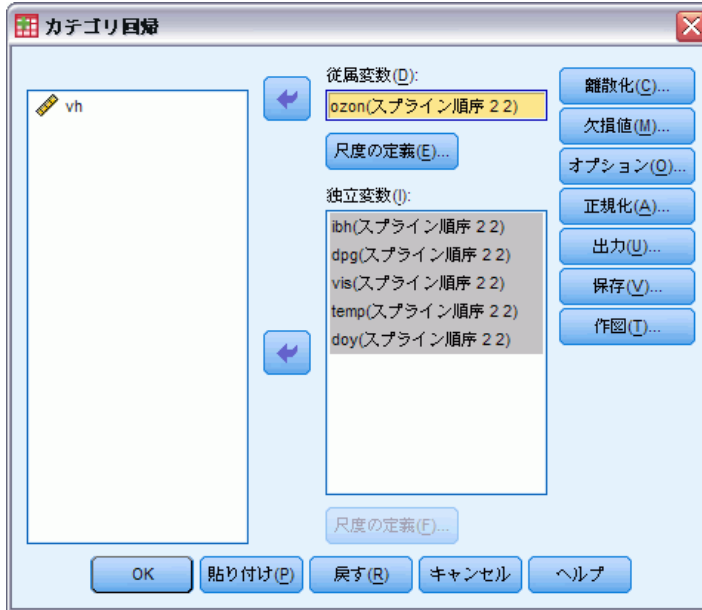 カテゴリ回帰
vh
従属変数(D):
ozon(スプライン順序 2 2)
尺度の定義(E)...
独立変数(I):
ibh(スプライン順序 2 2)
dpg(スプライン順序 2 2)
vis(スプライン順序 2 2)
temp(スプライン順序 2 2)
doy(スプライン順序 2 2)
尺度の定義(F)...
離散化(C)...
欠損値(M)...
オプション(O)...
正規化(A)...
出力(U)...
保存(V)...
作図(T)...
OK
貼り付け(P)
戻す(R)
キャンセル
ヘルプ